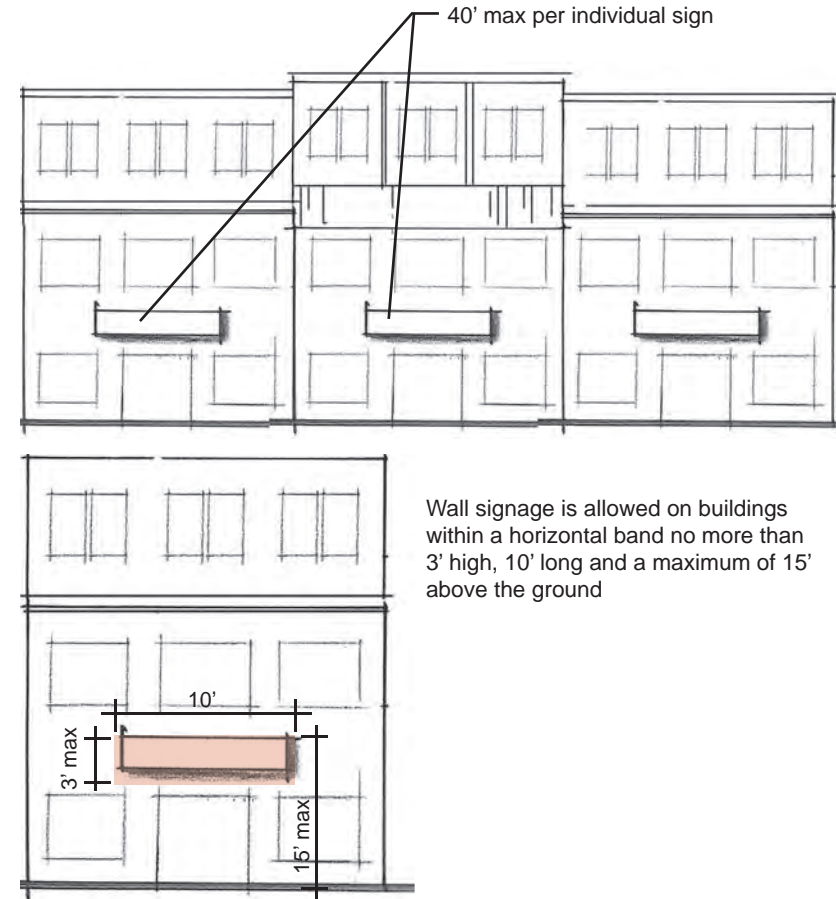 40’ max per individual sign
Wall signage is allowed on buildings
within a horizontal band no more than
3’ high, 10’ long and a maximum of 15’
above the ground
10’
3’ max
15’ max